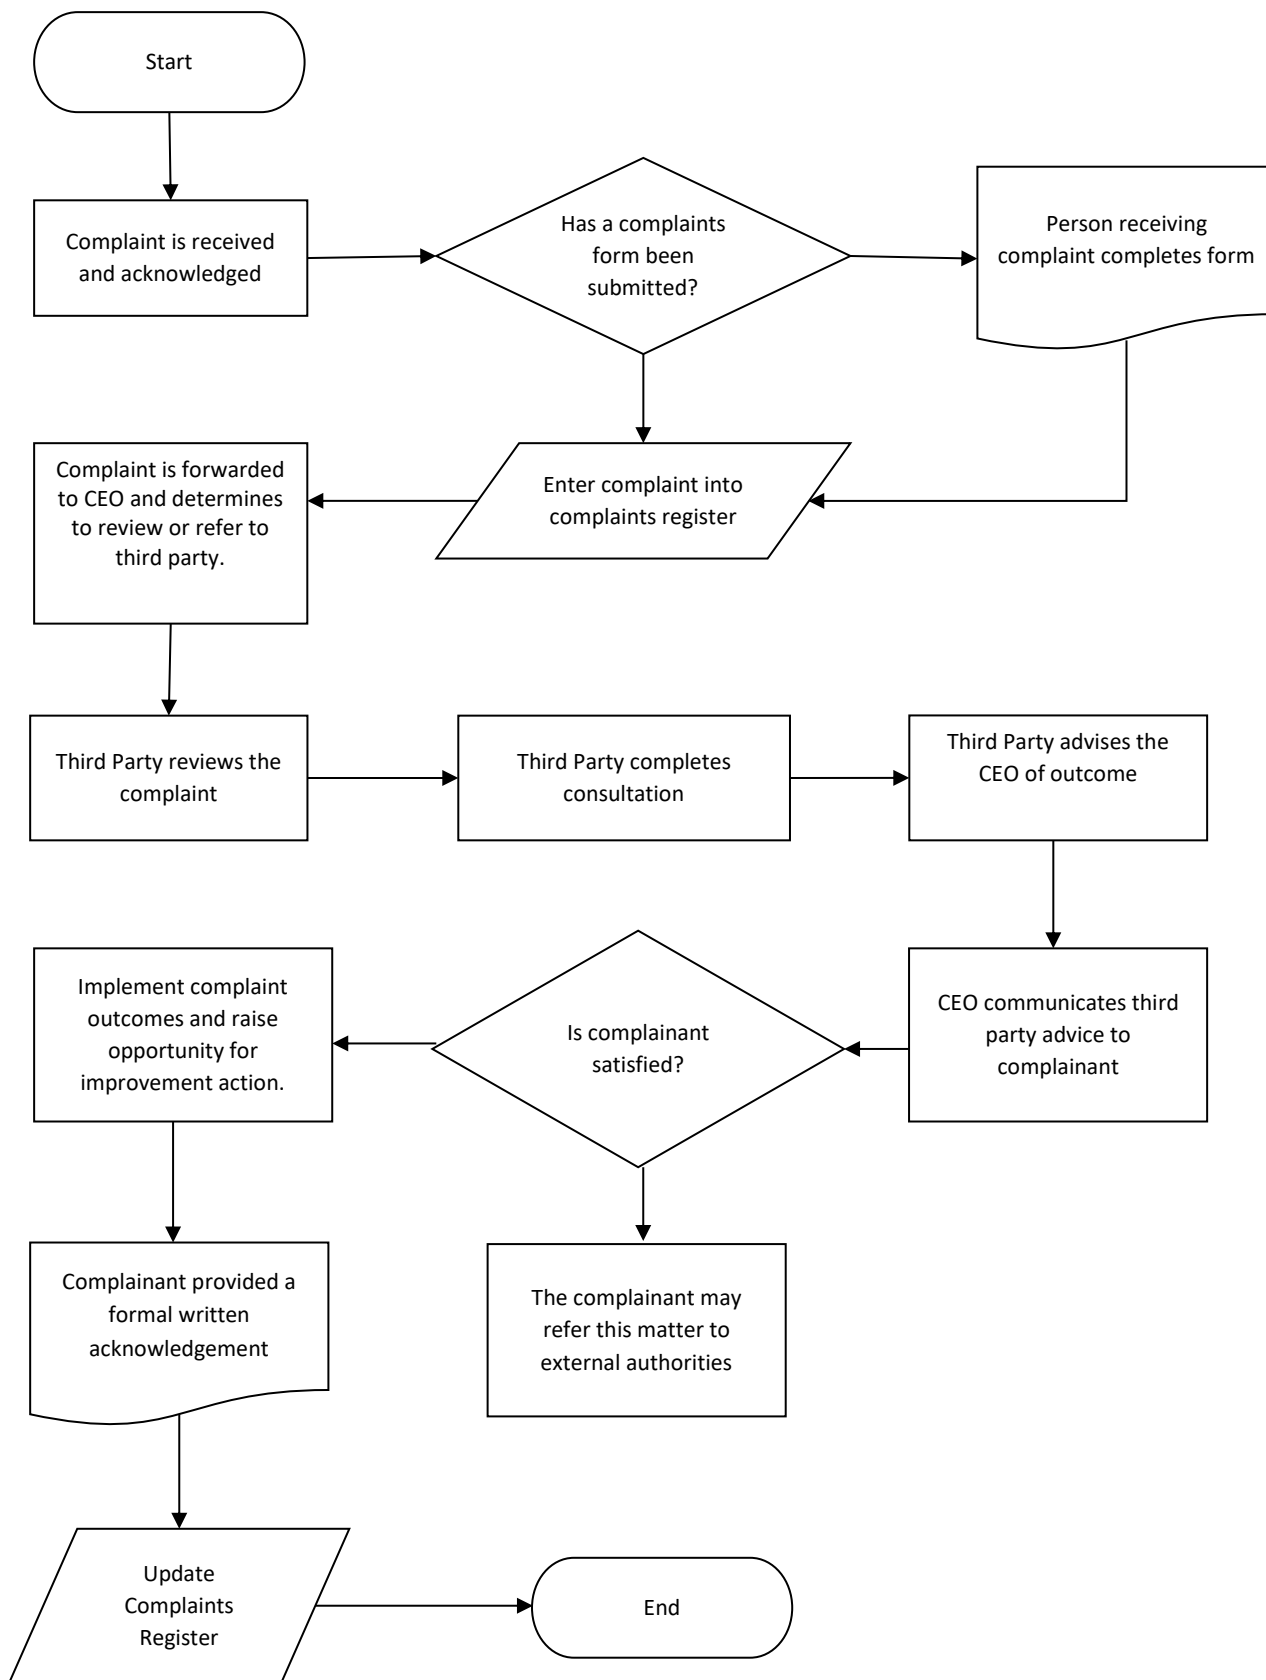 Start
Complaint is received
and acknowledged
Has a complaints
form been
submitted?
Person receiving
complaint completes form
Complaint is forwarded
to CEO and determines
to review or refer to
third party.
Enter complaint into
complaints register
Third Party reviews the
complaint
Third Party completes
consultation
Third Party advises the
CEO of outcome
Implement complaint
outcomes and raise
opportunity for
improvement action.
Is complainant
satisfied?
CEO communicates third
party advice to
complainant
Complainant provided a
formal written
acknowledgement
The complainant may
refer this matter to
external authorities
Update
Complaints
Register
End